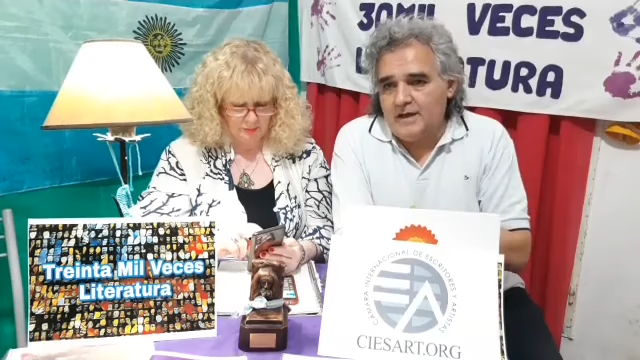 30MIL VECES
LITERATURA
Treinta Mil Veces
Literatura
CÁMARA INTERNACIONAL DE ESCRITORES Y ARTISTAS
CIESART.ORG